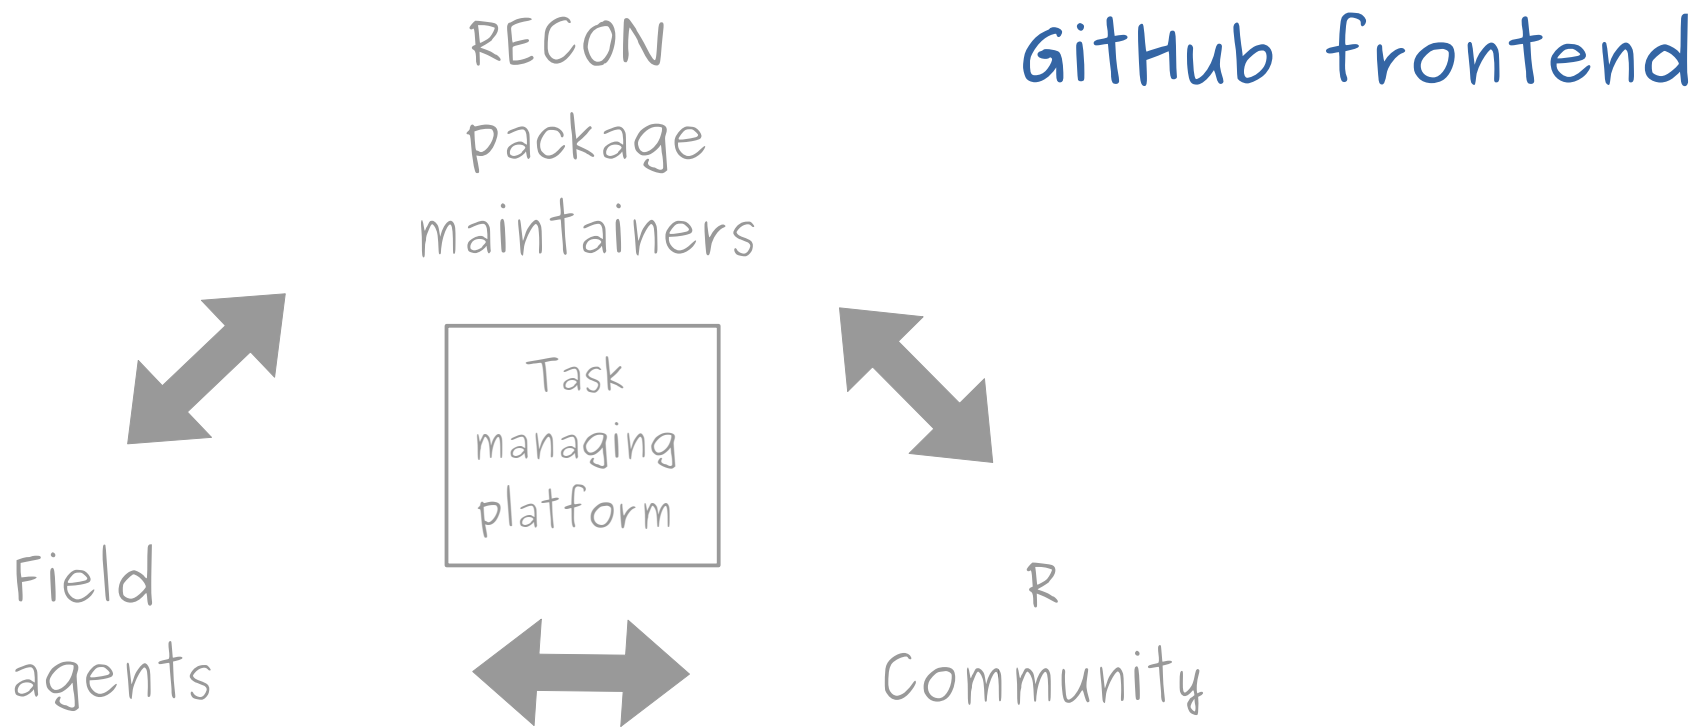 RECON
package
maintainers
GitHub frontend
Task
managing
platform
Field
agents
R
Community